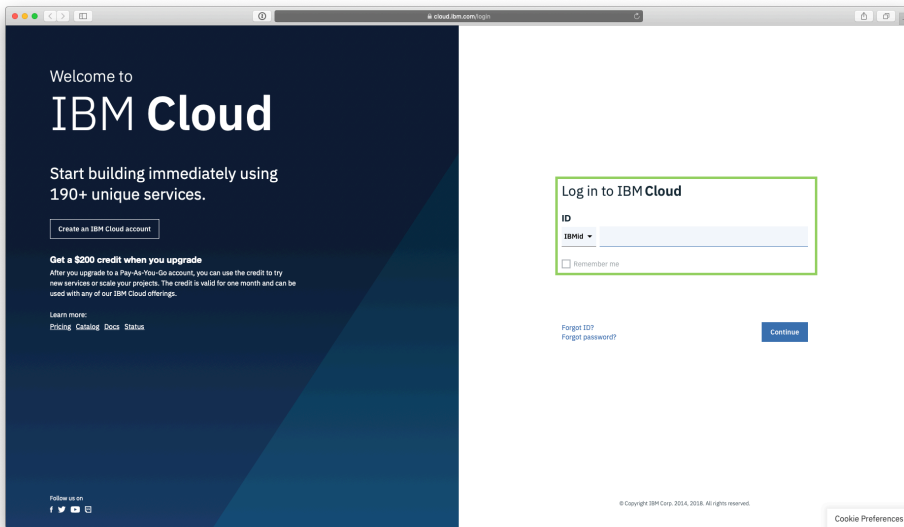 cloud.ibm.com/login
Welcome to
IBM Cloud
Start building immediately using
190+ unique services.
Create an IBM Cloud account
Get a $200 credit when you upgrade
After you upgrade to a Pay-As-You-Go account, you can use the credit to try
new services or scale your projects. The credit is valid for one month and can be
used with any of our IBM Cloud offerings.
Learn more:
Pricing Catalog Docs Status
Follow us on
Log in to IBM Cloud
ID
IBMid
Remember me
Forgot ID?
Forgot password?
Continue
© Copyright IBM Corp. 2014, 2018. All rights reserved.
Cookie Preferences